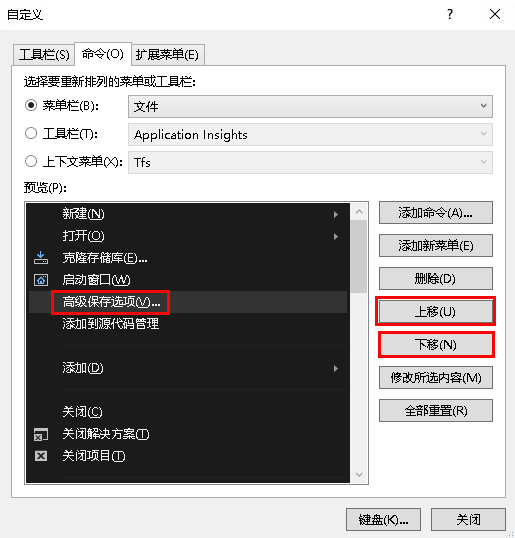 自定义
?
工具栏(S) 命令(O) 扩展菜单(E)
选择要重新排列的菜单或工具栏:
菜单栏(B): 文件
工具栏(T): Application Insights
上下文菜单(X): Tfs
预览(P):
新建(N)
打开(O)
克隆存储库(E)...
启动窗口(W)
高级保存选项(V)...
添加到源代码管理
添加(D)
关闭(C)
关闭解决方案(T)
关闭项目(T)
添加命令(A)...
添加新菜单(E)
删除(D)
上移(U)
下移(N)
修改所选内容(M)
全部重置(R)
键盘(K)... 关闭